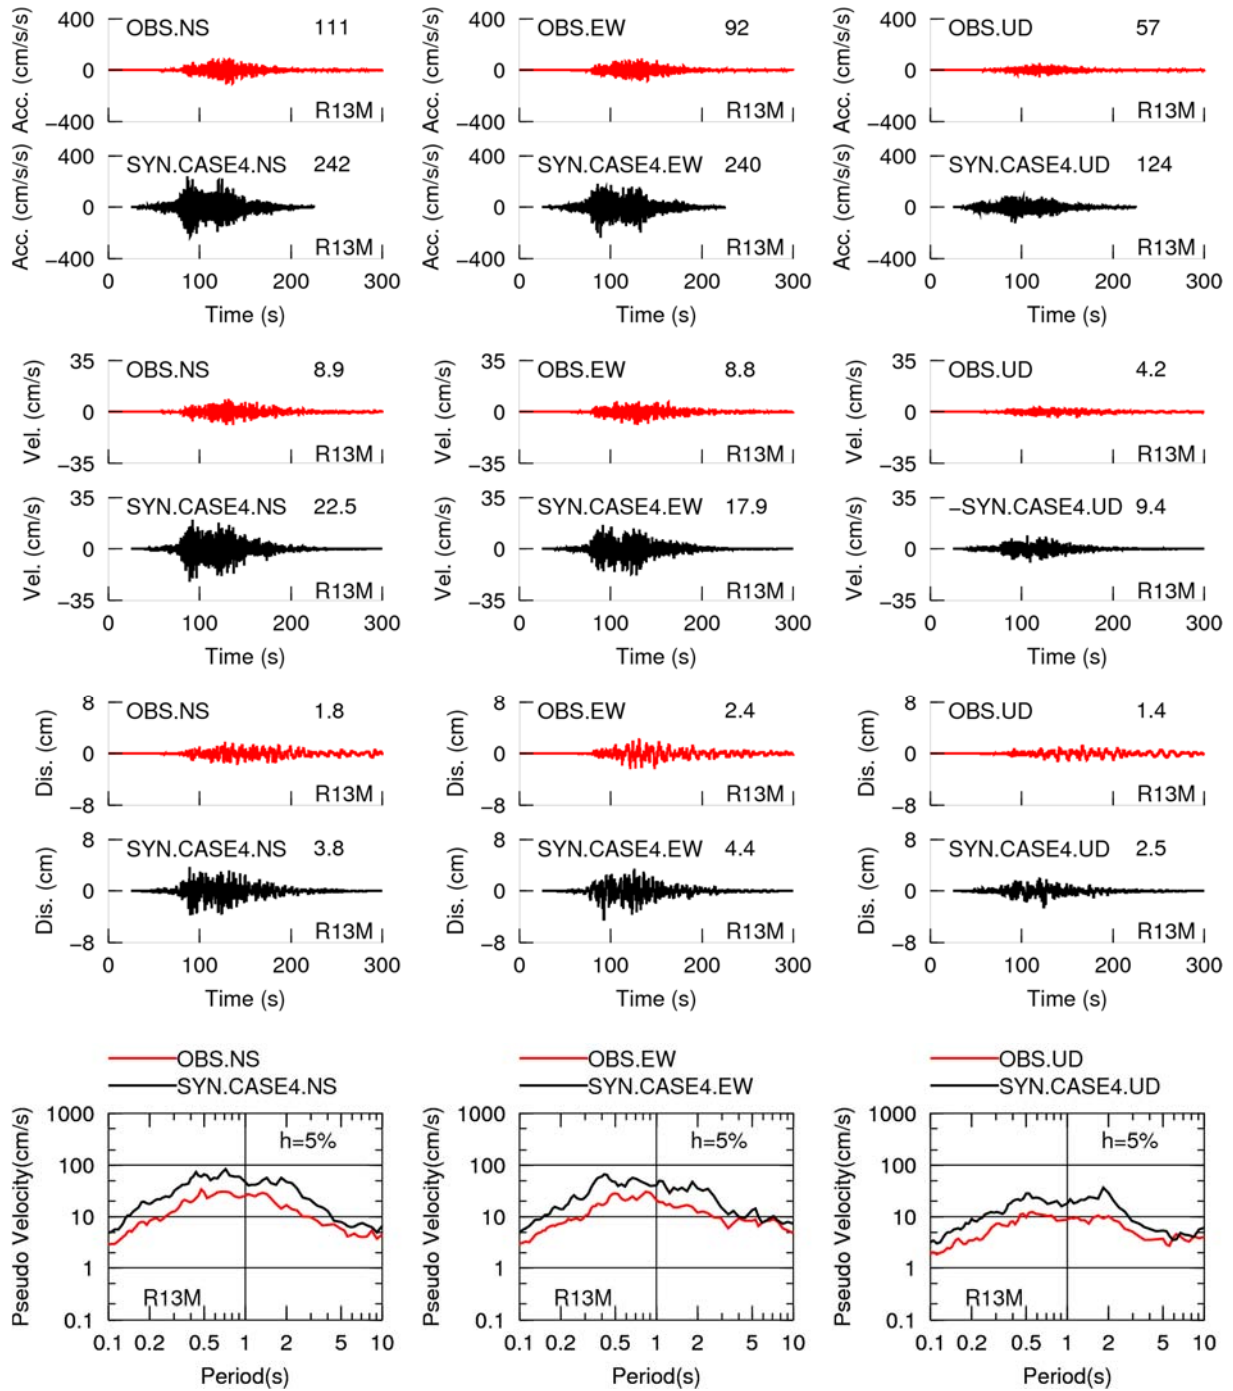 400 OBS.NS 111 400 OBS.EW 92 400 OBS.UD 57
Acc. (cm/s/s) 0 Acc. (cm/s/s) 0 Acc. (cm/s/s) 0
−400 R13M −400 R13M −400 R13M
400 SYN.CASE4.NS 242 400 SYN.CASE4.EW 240 400 SYN.CASE4.UD 124
Acc. (cm/s/s) 0 Acc. (cm/s/s) 0 Acc. (cm/s/s) 0
−400 R13M −400 R13M −400 R13M
0 100 200 300 0 100 200 300 0 100 200 300
Time (s) Time (s) Time (s)
35 OBS.NS 8.9 35 OBS.EW 8.8 35 OBS.UD 4.2
Vel. (cm/s) 0 Vel. (cm/s) 0 Vel. (cm/s) 0
−35 R13M −35 R13M −35 R13M
35 SYN.CASE4.NS 22.5 35 SYN.CASE4.EW 17.9 35 −SYN.CASE4.UD 9.4
Vel. (cm/s) 0 Vel. (cm/s) 0 Vel. (cm/s) 0
−35 R13M −35 R13M −35 R13M
0 100 200 300 0 100 200 300 0 100 200 300
Time (s) Time (s) Time (s)
8 OBS.NS 1.8 8 OBS.EW 2.4 8 OBS.UD 1.4
Dis. (cm) 0 Dis. (cm) 0 Dis. (cm) 0
−8 R13M −8 R13M −8 R13M
8 SYN.CASE4.NS 3.8 8 SYN.CASE4.EW 4.4 8 SYN.CASE4.UD 2.5
Dis. (cm) 0 Dis. (cm) 0 Dis. (cm) 0
−8 R13M −8 R13M −8 R13M
0 100 200 300 0 100 200 300 0 100 200 300
Time (s) Time (s) Time (s)
OBS.NS OBS.EW OBS.UD
SYN.CASE4.NS SYN.CASE4.EW SYN.CASE4.UD
Pseudo Velocity(cm/s) Pseudo Velocity(cm/s) Pseudo Velocity(cm/s)
1000 1000 1000
h=5% h=5% h=5%
100 100 100
10 10 10
1 1 1
R13M R13M R13M
0.1 0.1 0.1
0.1 0.2 0.5 1 2 5 10 0.1 0.2 0.5 1 2 5 10 0.1 0.2 0.5 1 2 5 10
Period(s) Period(s) Period(s)